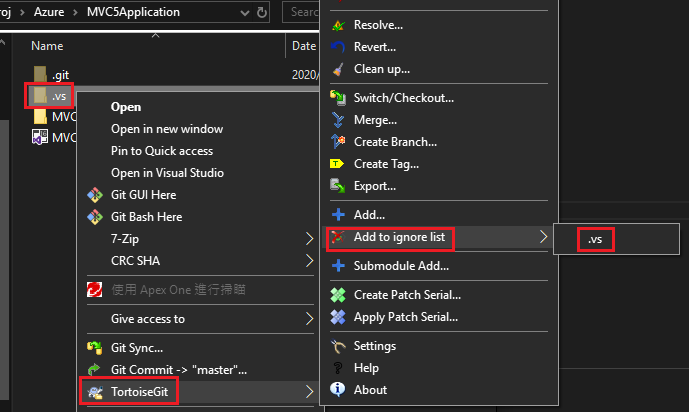 roj
Azure
MVC5Application
Searc
Name
Date
.git
2020/
.vs
MVC
MVC
Open
Open in new window
Pin to Quick access
Open in Visual Studio
Git GUI Here
Git Bash Here
7-Zip
CRC SHA
使用 Apex One 進行掃瞄
Give access to
Git Sync...
Git Commit -> "master"...
TortoiseGit
Resolve...
Revert...
Clean up...
Switch/Checkout...
Merge...
Create Branch...
Create Tag...
Export...
Add...
Add to ignore list
Submodule Add...
Create Patch Serial...
Apply Patch Serial...
Settings
Help
About
.vs